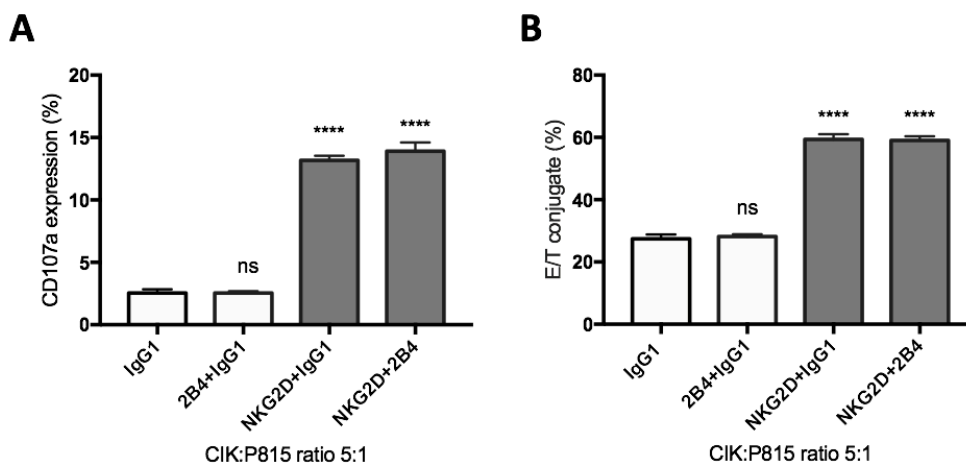 A
CD107a expression (%)
20
15
10
5
0
ns
****
****
IgG1
2B4+IgG1
NKG2D+IgG1
NKG2D+2B4
CIK:P815 ratio 5:1
B
E/T conjugate (%)
80
60
40
20
0
ns
****
****
IgG1
2B4+IgG1
NKG2D+IgG1
NKG2D+2B4
CIK:P815 ratio 5:1